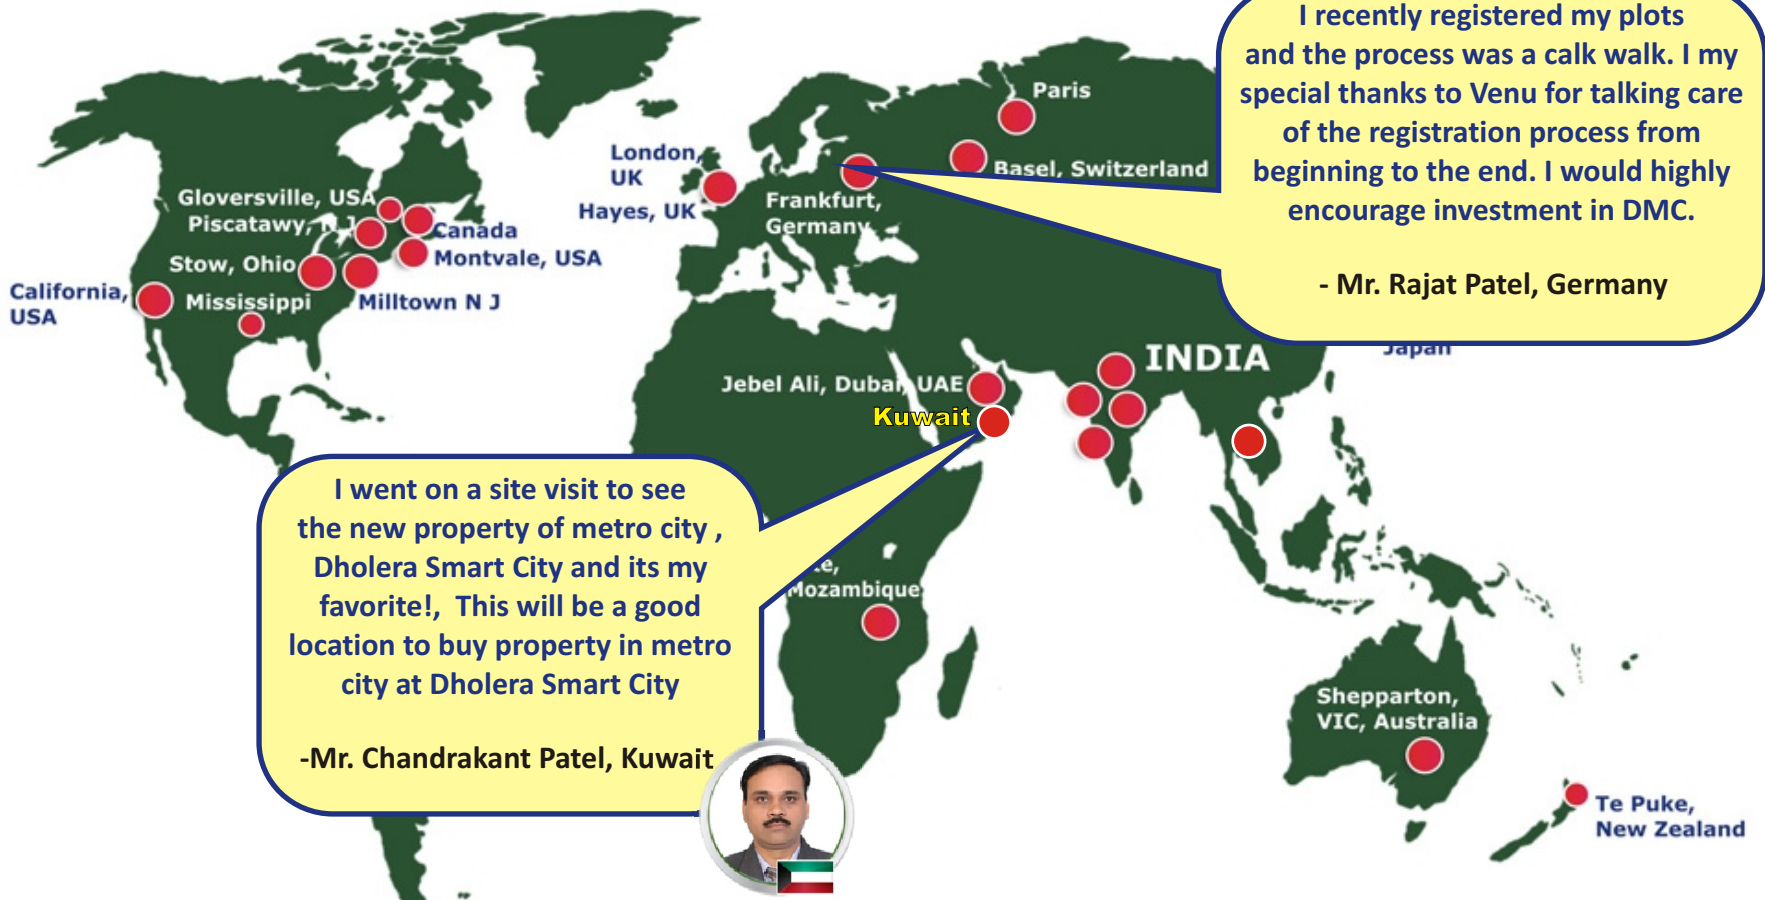 I recently registered my plots
and the process was a calk walk. I my
special thanks to Venu for talking care
of the registration process from
beginning to the end. I would highly
encourage investment in DMC.
- Mr. Rajat Patel, Germany
Paris
Basel, Switzerland
London,
UK
Hayes, UK
Frankfurt,
Germany
Gloversville, USA
Piscatawy, N J
Canada
Montvale, USA
Stow, Ohio
Milltown N J
California,
USA
Mississippi
Japan
INDIA
Jebel Ali, Dubai, UAE
Kuwait
I went on a site visit to see
the new property of metro city ,
Dholera Smart City and its my
favorite!, This will be a good
location to buy property in metro
city at Dholera Smart City
-Mr. Chandrakant Patel, Kuwait
Mozambique
Shepparton,
VIC, Australia
Te Puke,
New Zealand